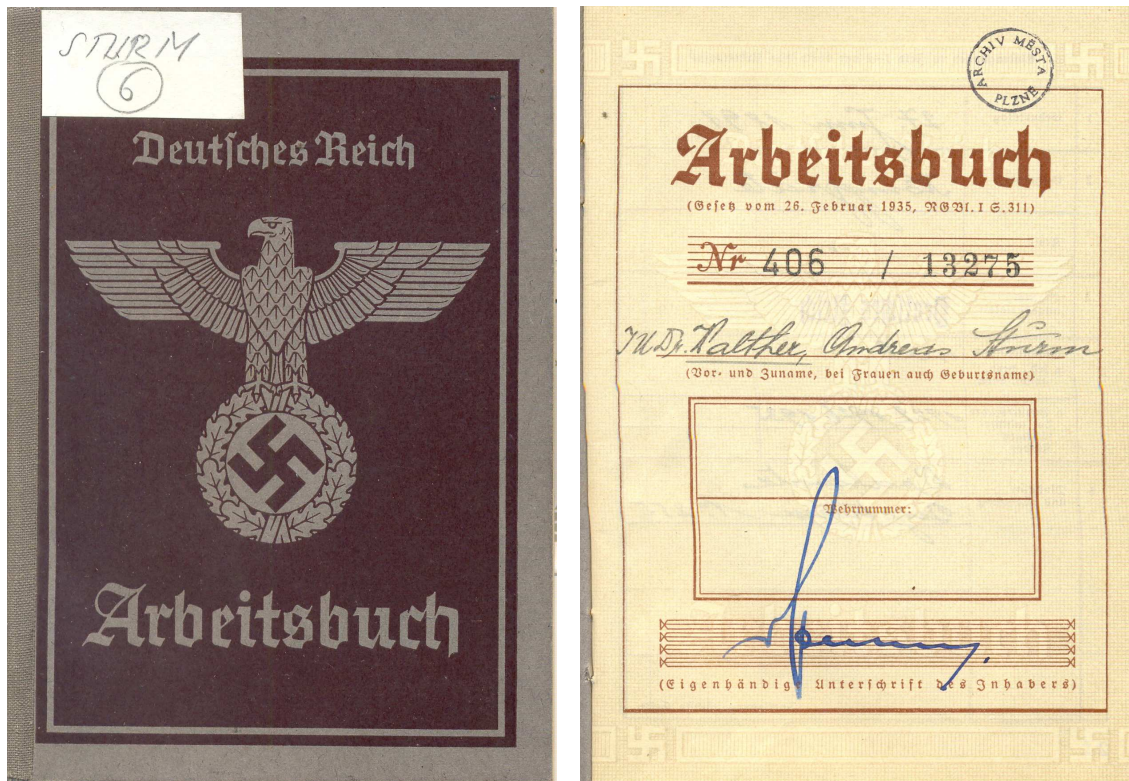 STURM
6
Deutsches Reich
Arbeitsbuch
ARCHIV MĚSTA PLZNĚ
Arbeitsbuch
(Gesetz vom 26. Februar 1935, RGBl. I S.311)
Nr 406 / 13275
JUDr. Walther, Andreas Sturm
(Vor- und Zuname, bei Frauen auch Geburtsname)
Wehrnummer:
(Eigenhändige Unterschrift des Inhabers)